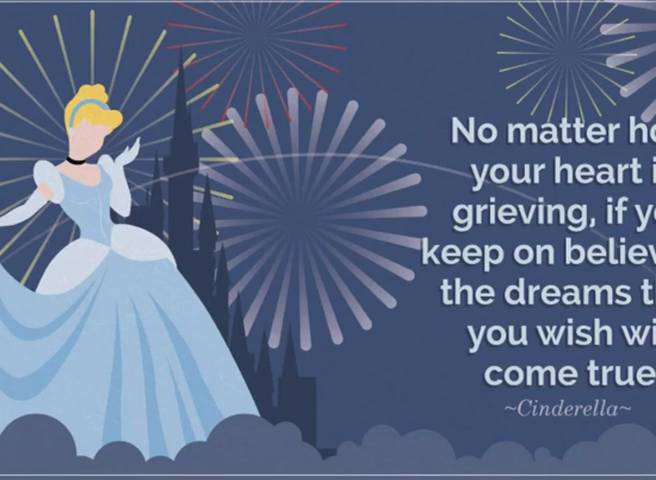 No matter ho
your heart i
grieving, if yo
keep on believ
the dreams th
you wish wi
come true
~Cinderella~